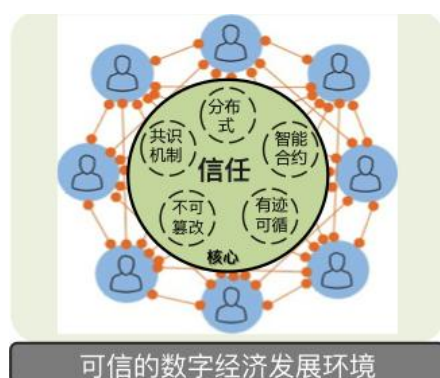 分布
式
共识
机制
智能
合约
信任
不可
篡改
有迹
可循
核心
可信的数字经济发展环境